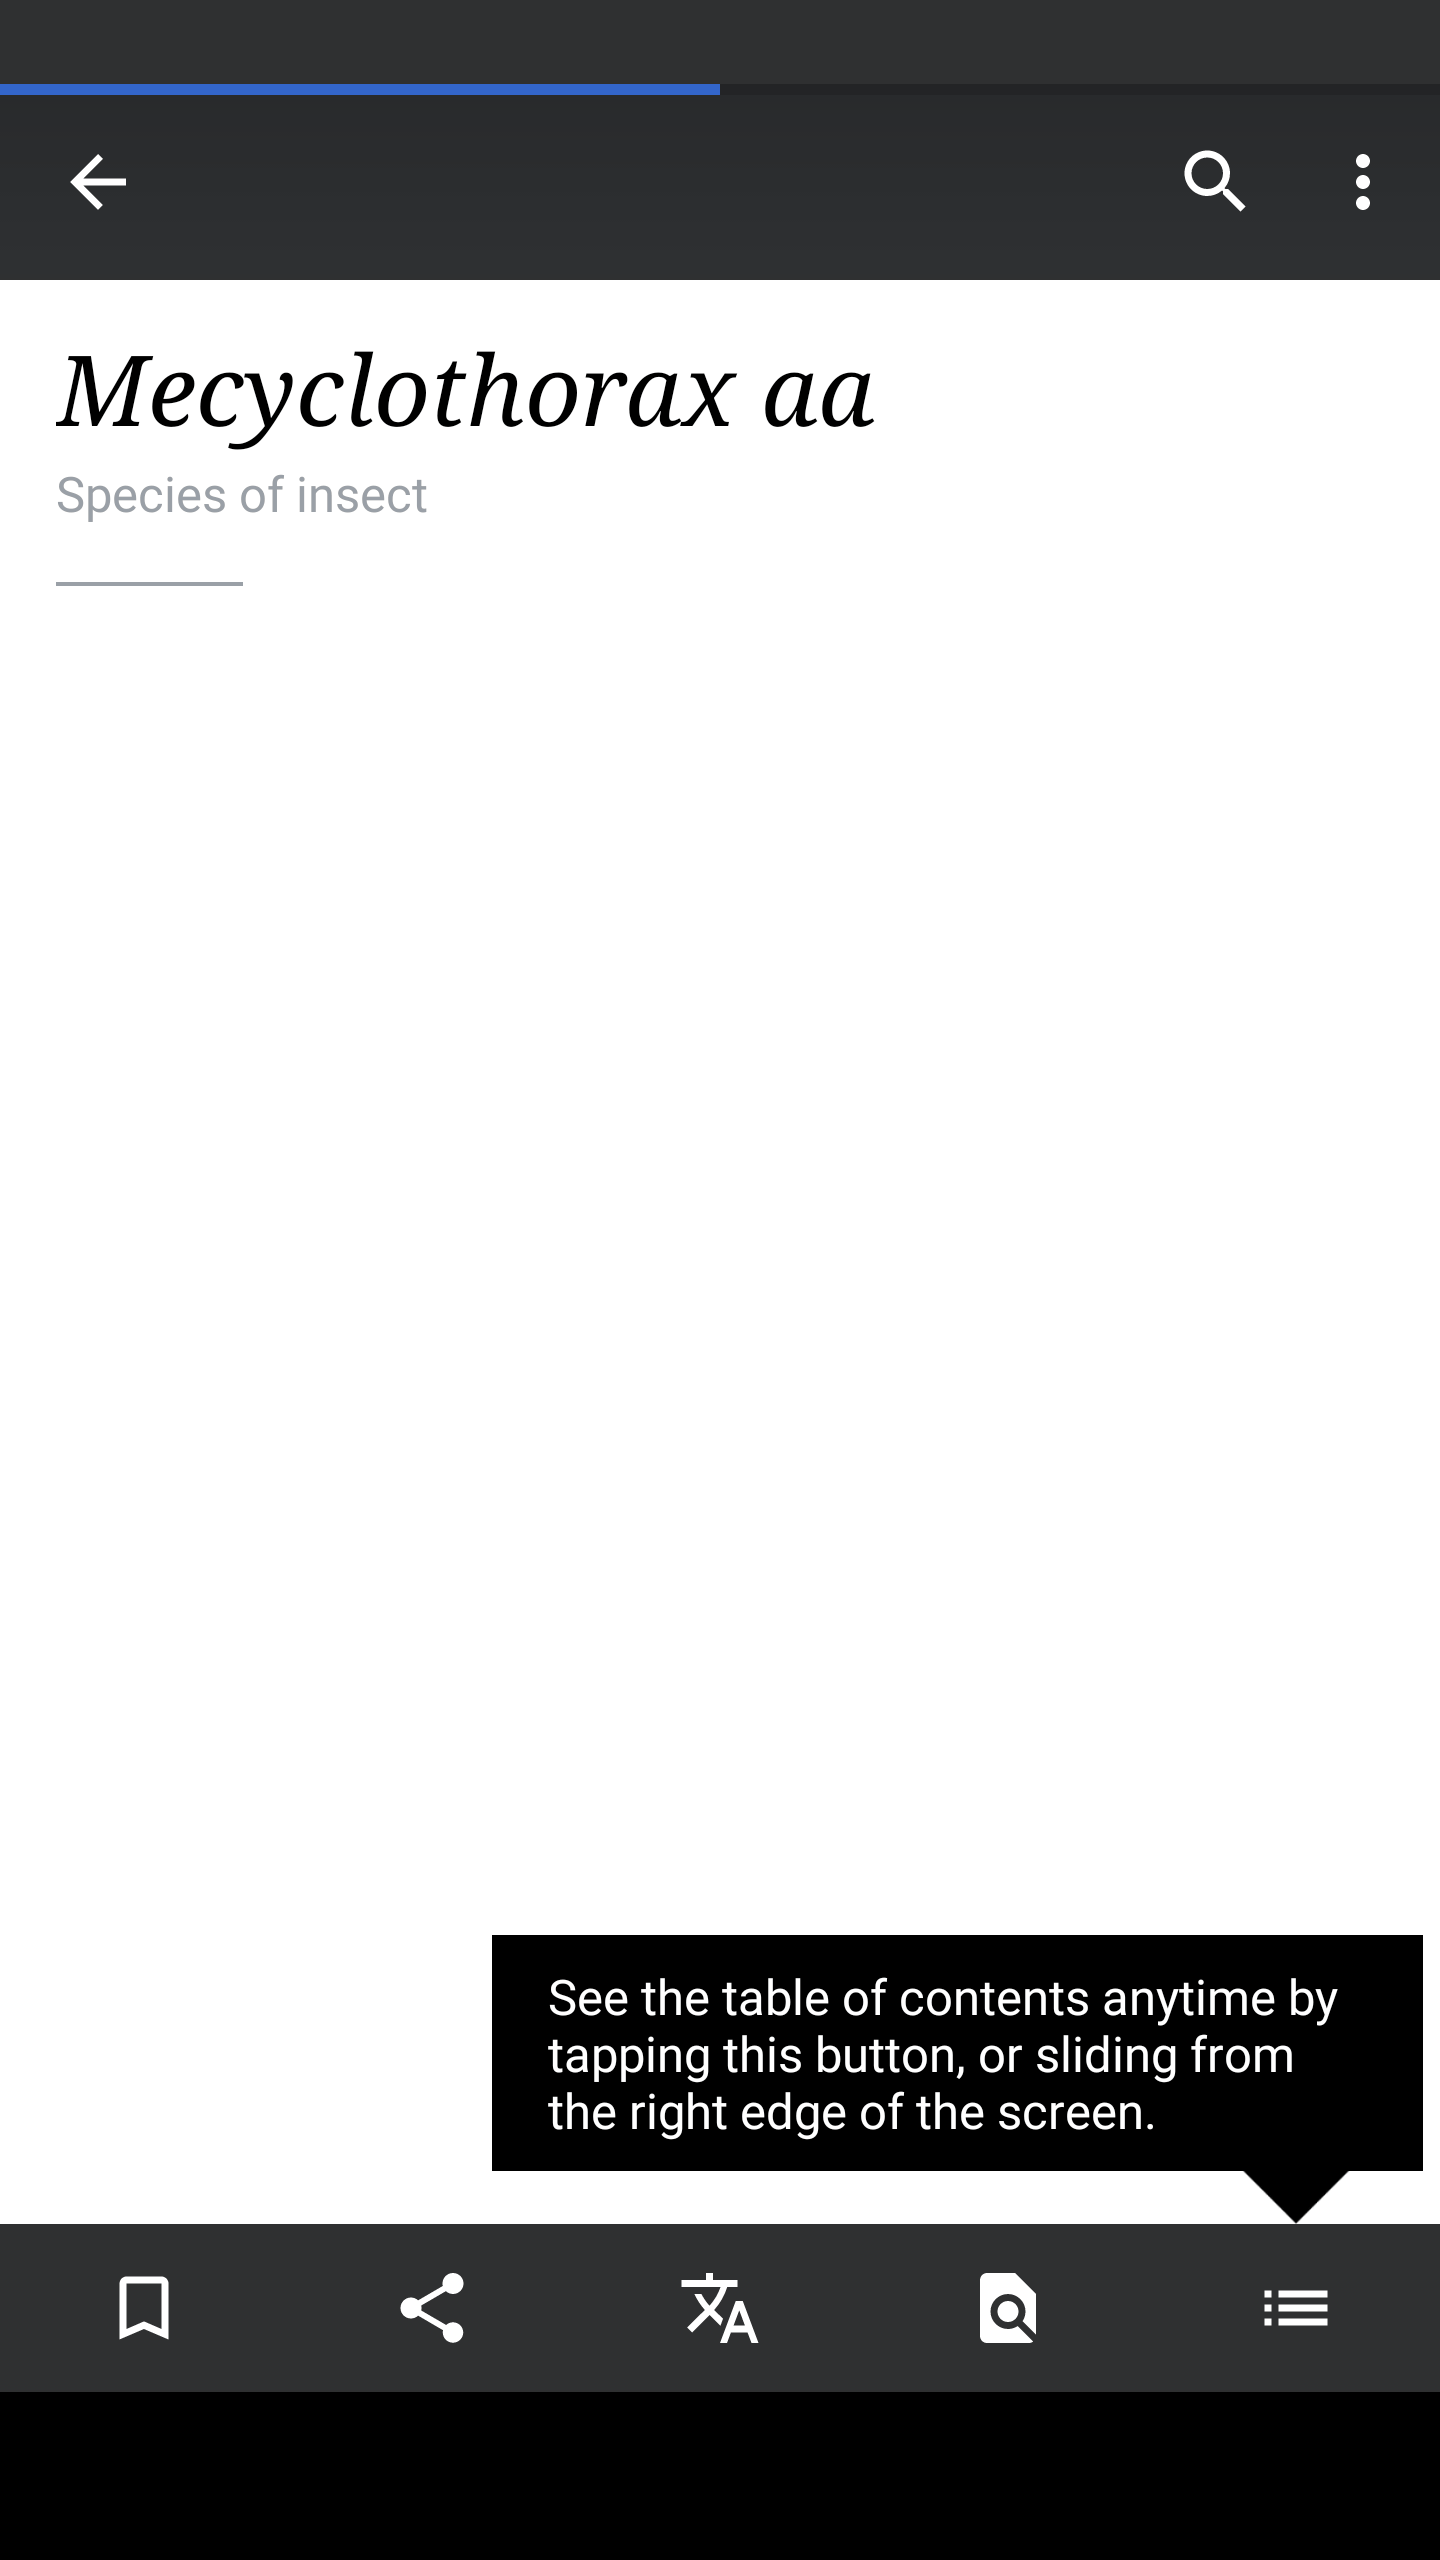 Mecyclothorax aa
Species of insect
See the table of contents anytime by
tapping this button, or sliding from
the right edge of the screen.